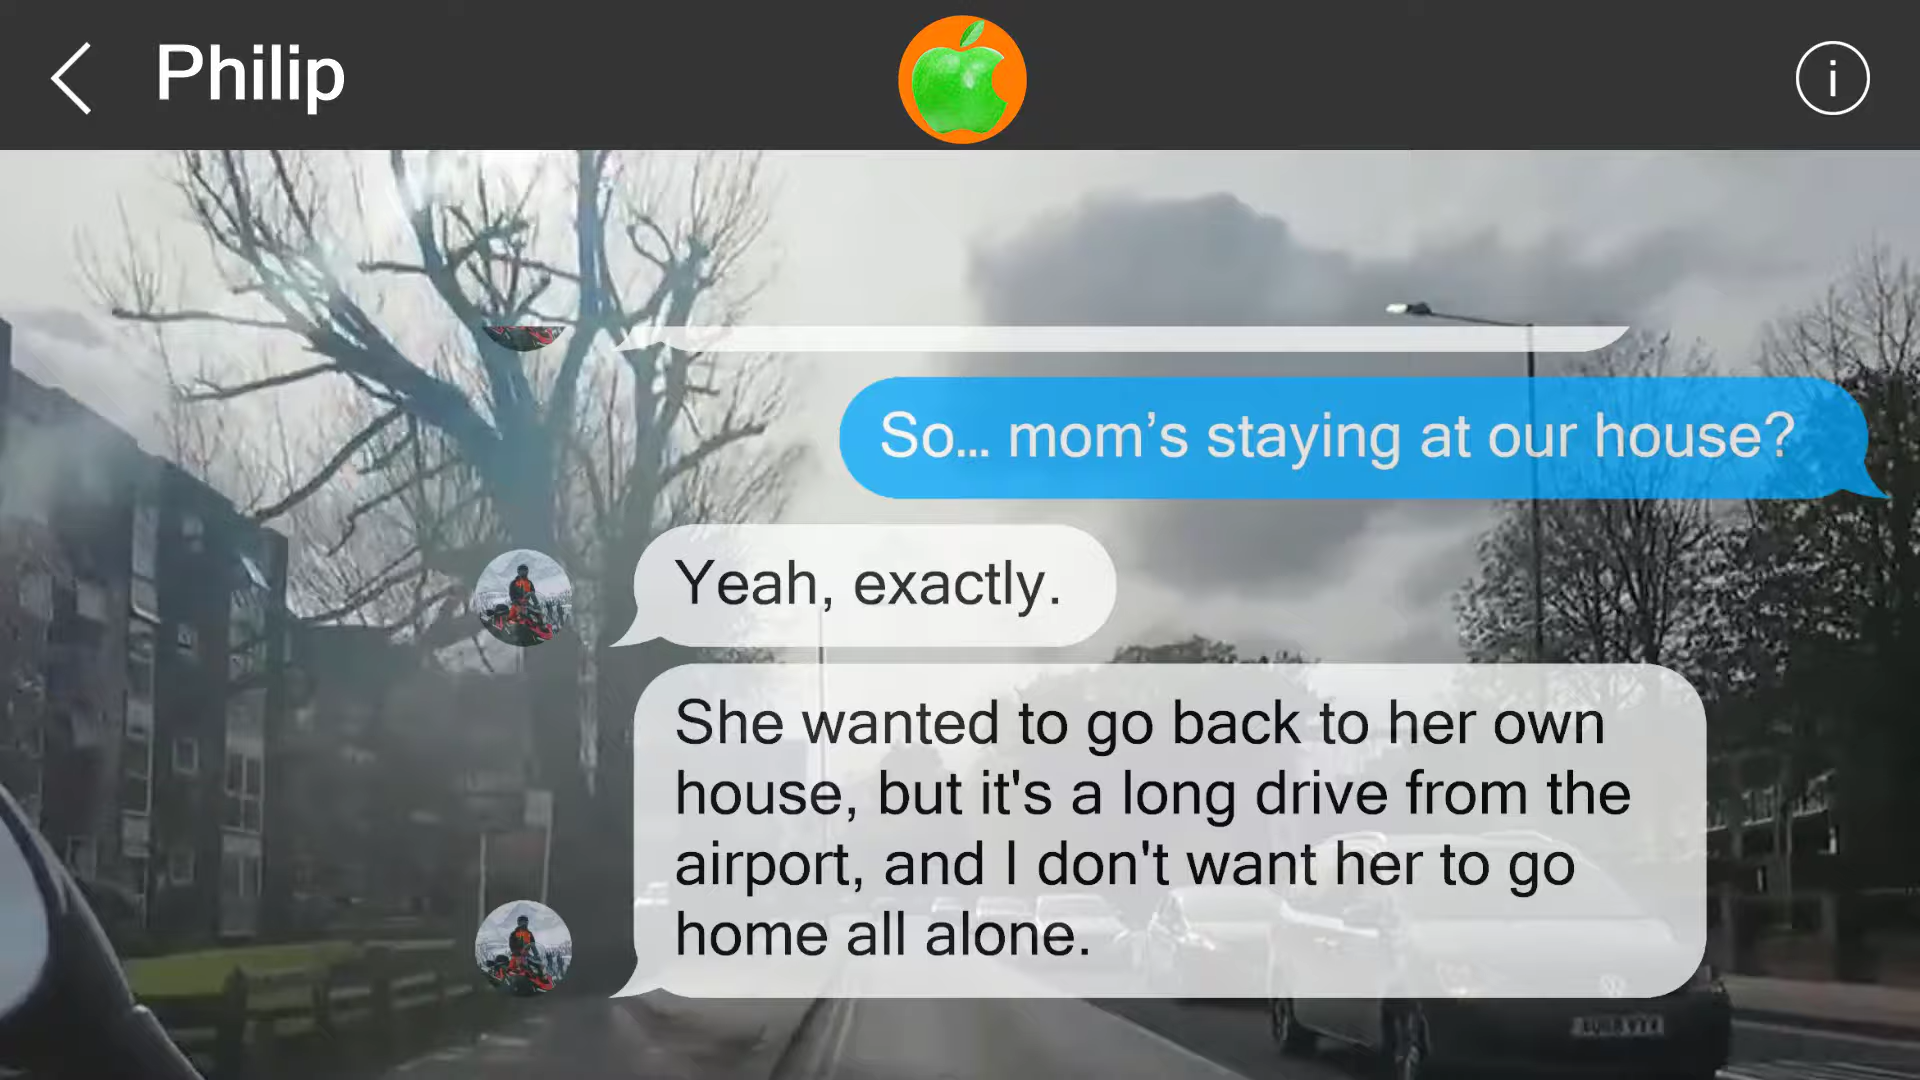 Philip
So... mom’s staying at our house?
Yeah, exactly.
She wanted to go back to her own
house, but it's a long drive from the
airport, and I don't want her to go
home all alone.